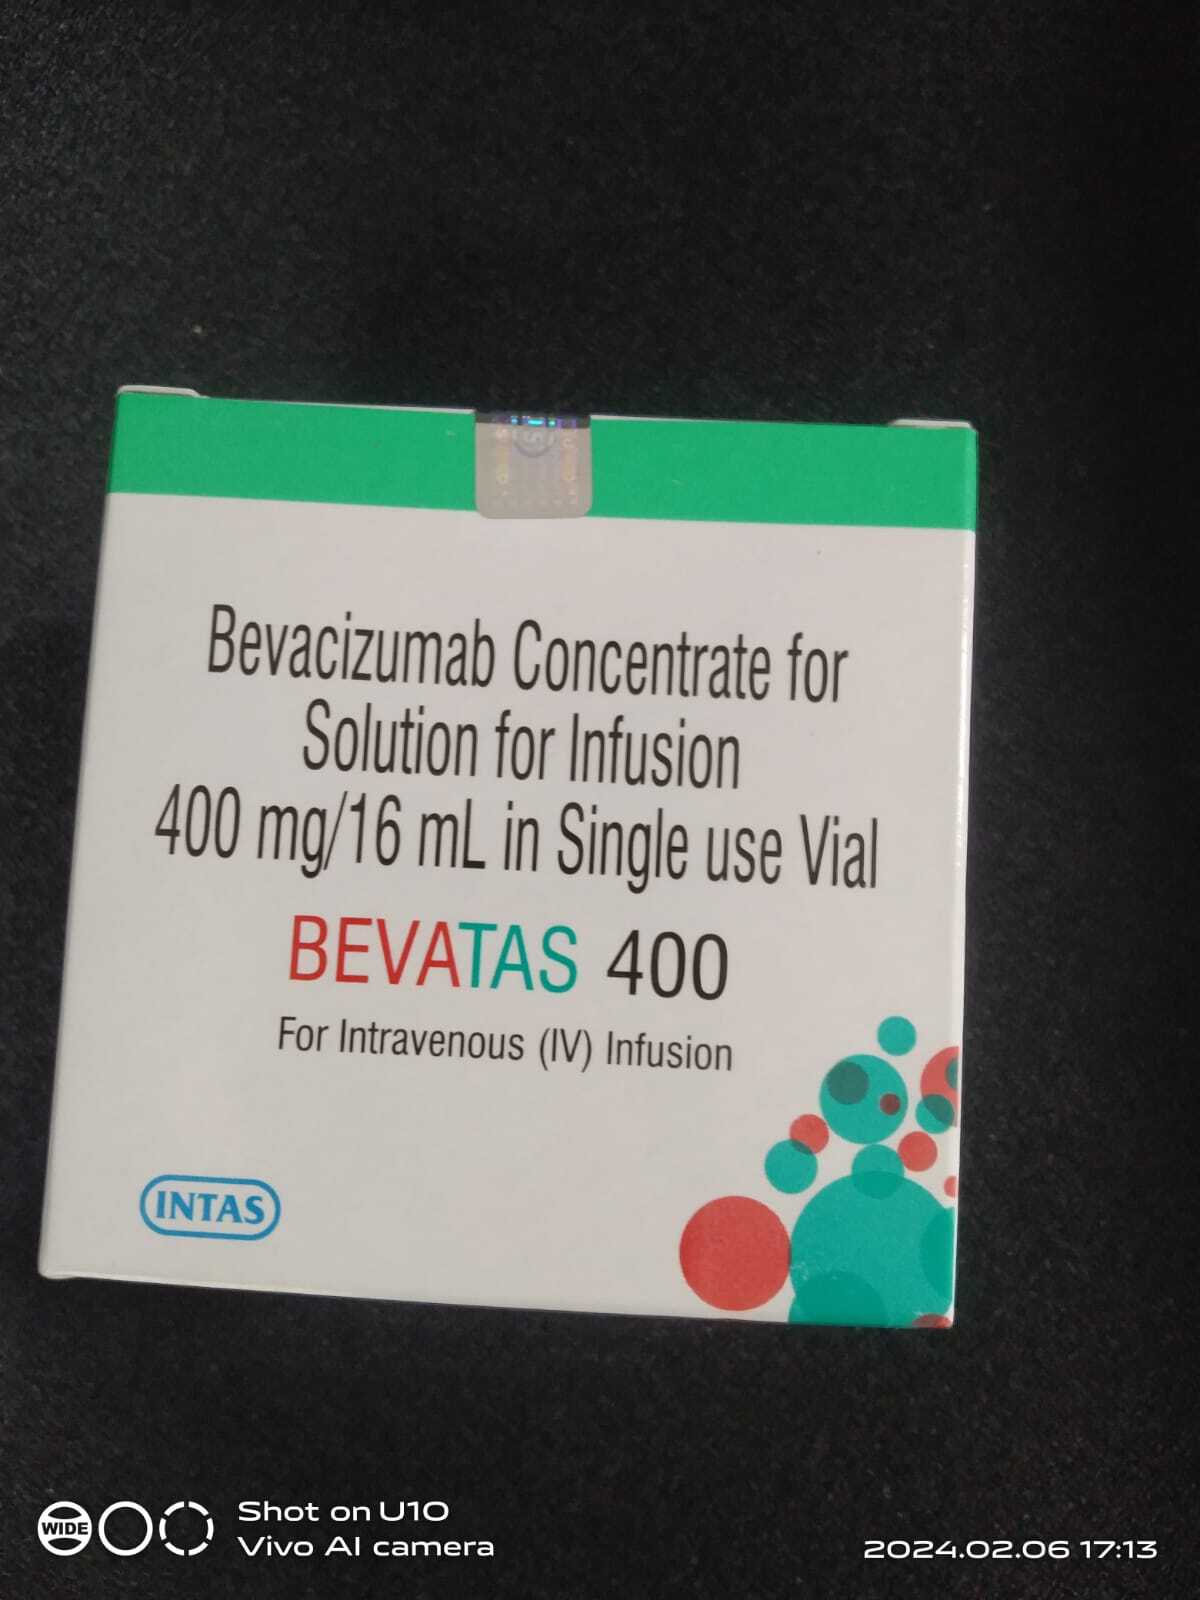 Bevacizumab Concentrate for
Solution for Infusion
400 mg/16 mL in Single use Vial
BEVATAS 400
For Intravenous (IV) Infusion
INTAS
WIDE
Shot on U10
Vivo AI camera
2024.02.06 17:13